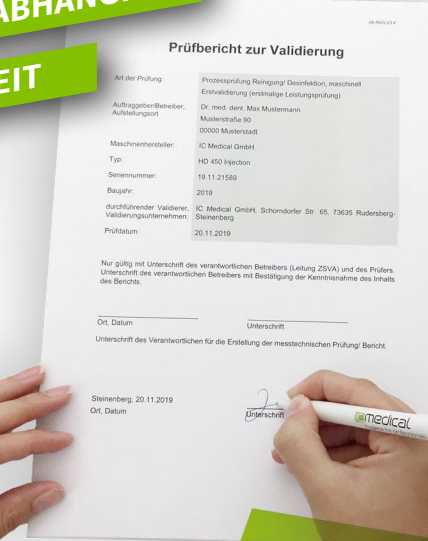 EIT
Prüfbericht zur Validierung
Art der Prüfung: Prozessprüfung Reinigung/ Desinfektion, maschinell
Erstvalidierung (erstmalige Leistungsprüfung)
Auftraggeber/Betreiber, Dr. med. dent. Max Mustermann
Aufstellungsort Musterstraße 90
00000 Musterstadt
Maschinenhersteller: IC Medical GmbH
Typ: HD 450 Injection
Seriennummer: 19.11.21589
Baujahr: 2019
durchführender Validierer, IC Medical GmbH, Schorndorfer Str. 65, 73635 Rudersberg-
Validierungsunternehmen: Steinenberg
Prüfdatum: 20.11.2019
Nur gültig mit Unterschrift des verantwortlichen Betreibers (Leitung ZSVA) und des Prüfers.
Unterschrift des verantwortlichen Betreibers mit Bestätigung der Kenntnisnahme des Inhalts
des Berichts.
Ort, Datum Unterschrift
Unterschrift des Verantwortlichen für die Erstellung der messtechnischen Prüfung/ Bericht.
Steinenberg, 20.11.2019
Ort, Datum Unterschrift
medical